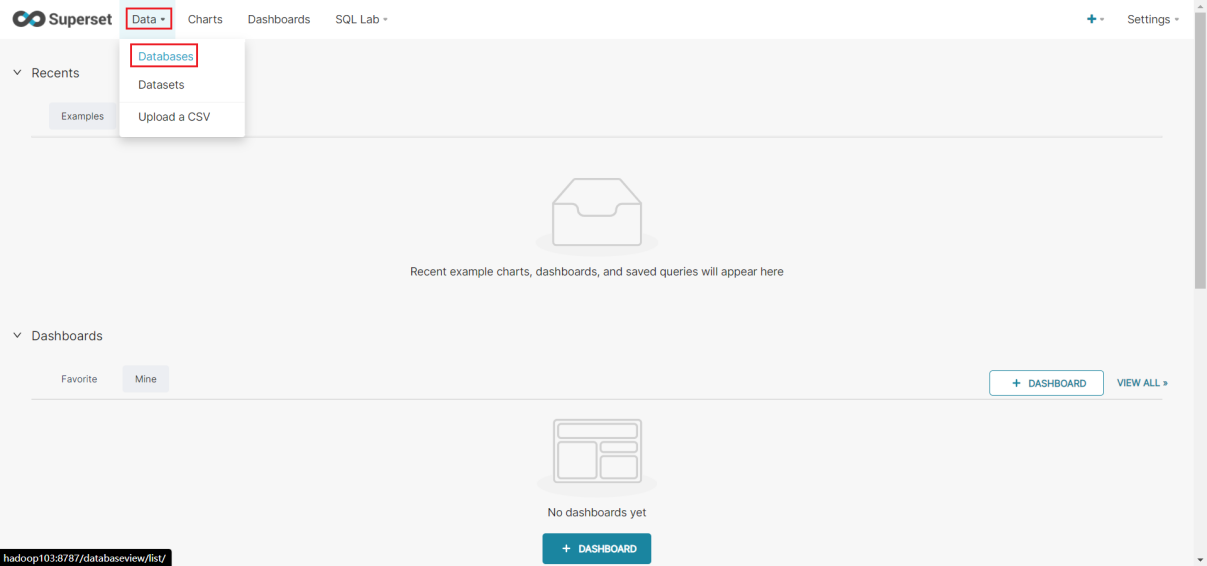 Superset Data Charts Dashboards SQL Lab + Settings
Databases
Datasets
Upload a CSV
Recents
Examples
Recent example charts, dashboards, and saved queries will appear here
Dashboards
Favorite Mine + DASHBOARD VIEW ALL »
No dashboards yet
+ DASHBOARD
hadoop103:8787/databaseview/list/